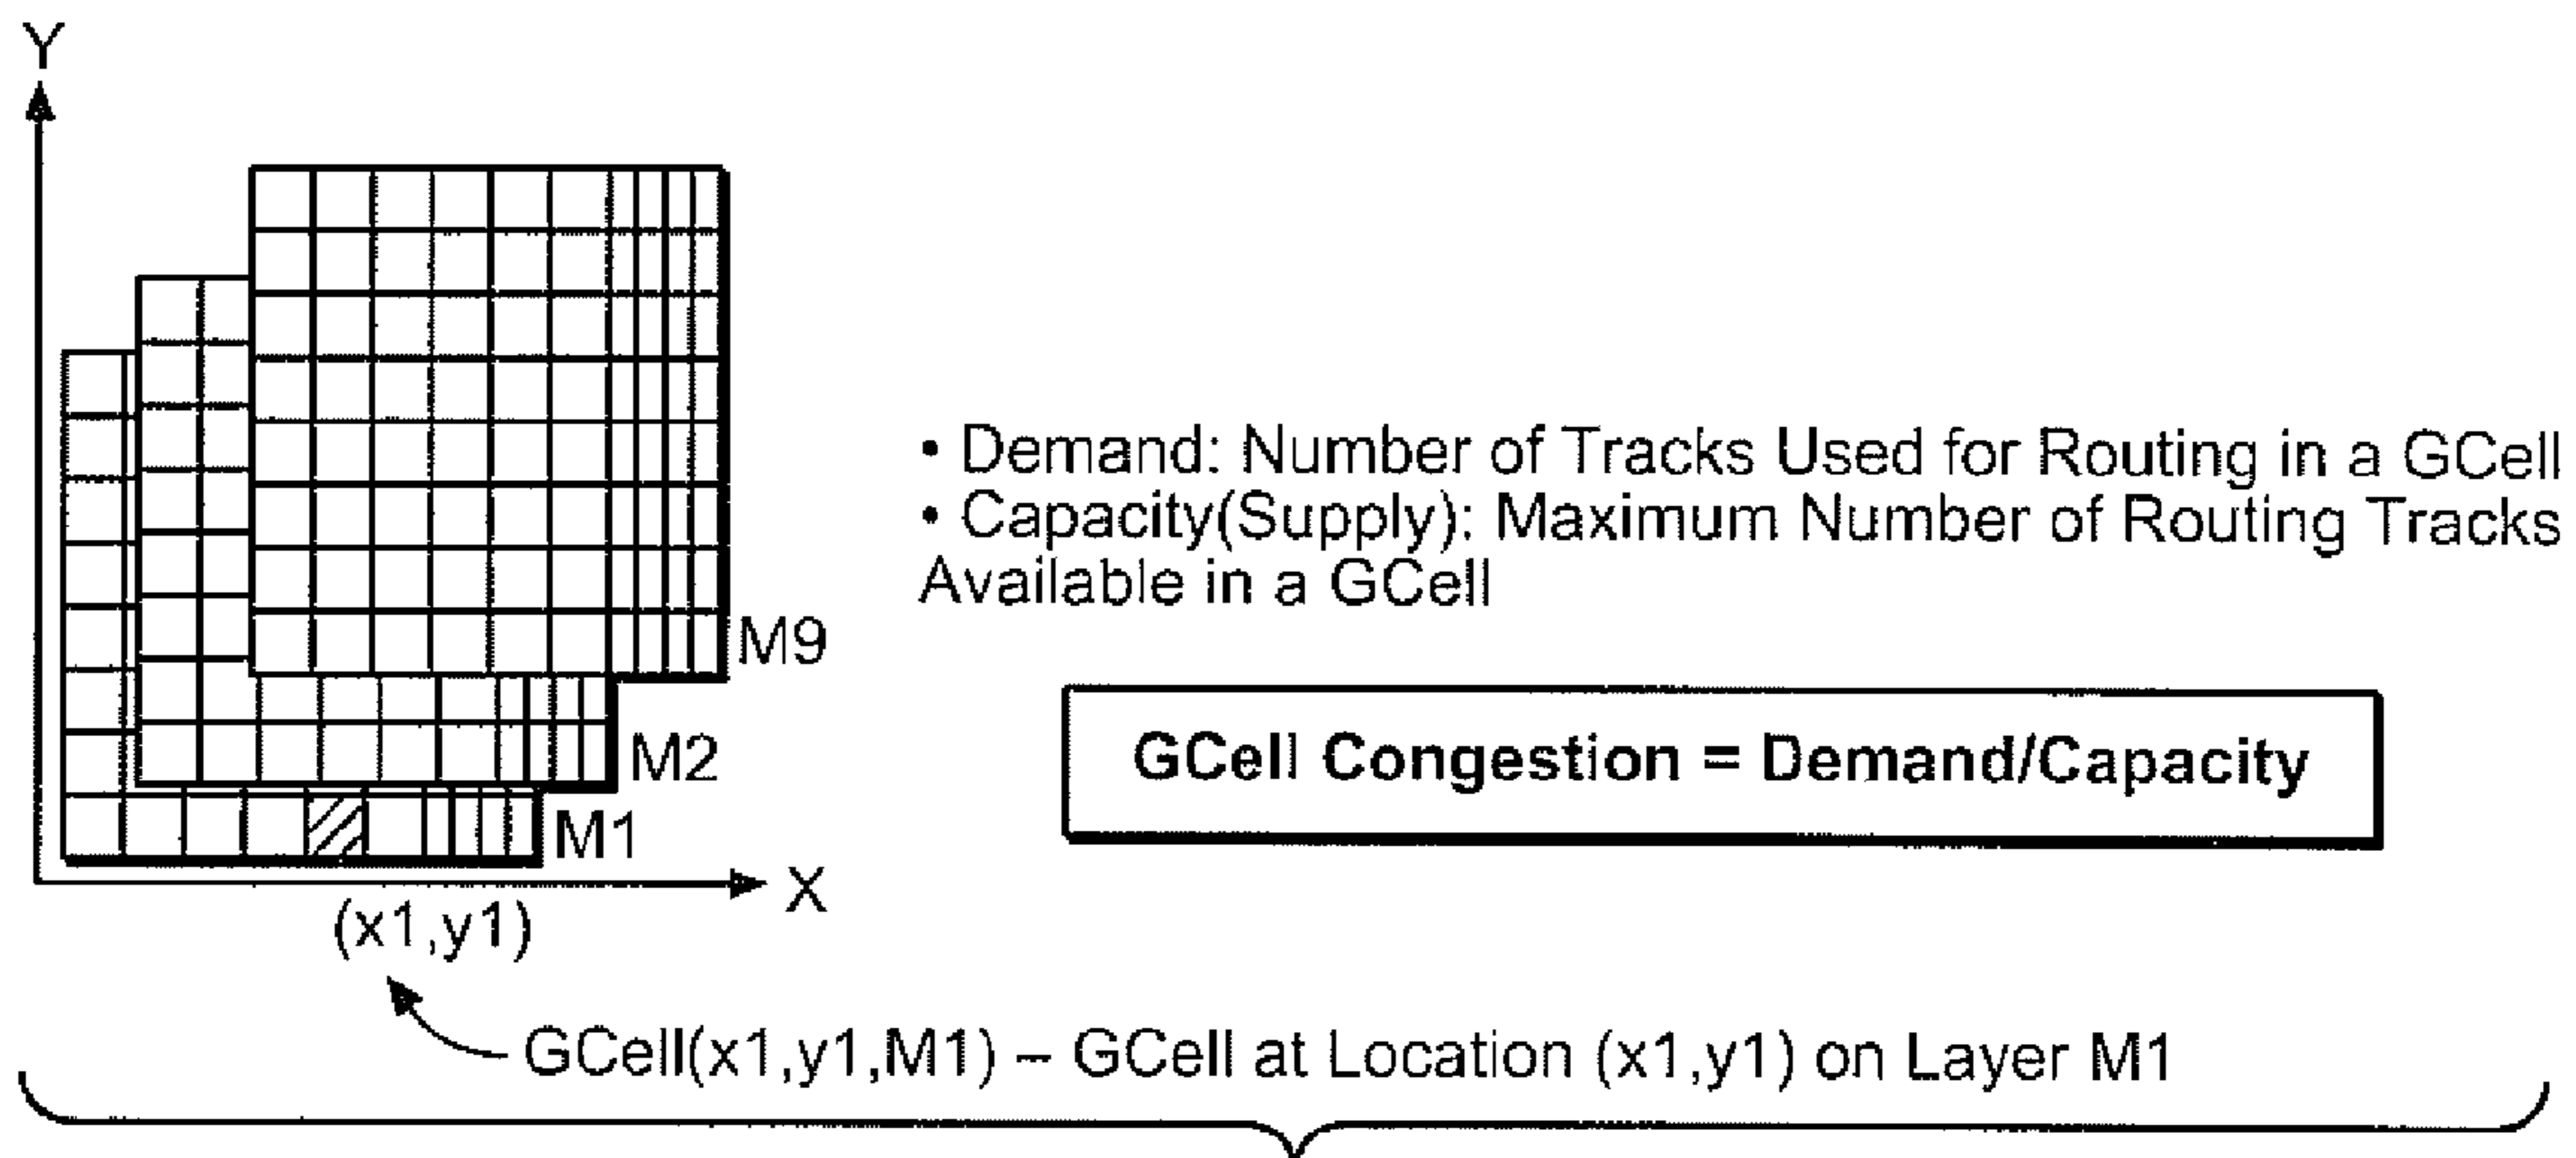 Y
• Demand: Number of Tracks Used for Routing in a GCell
• Capacity(Supply): Maximum Number of Routing Tracks
Available in a GCell
M9
GCell Congestion = Demand/Capacity
M2
M1
X
(x1,y1)
GCell(x1,y1,M1) – GCell at Location (x1,y1) on Layer M1